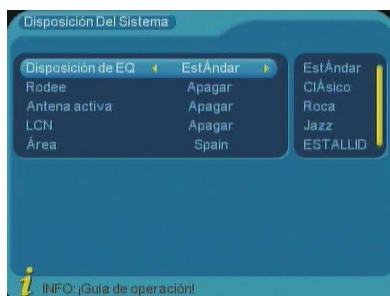 Disposición Del Sistema
Disposición de EQ EstÁndar
Rodee Apagar
Antena activa Apagar
LCN Apagar
Área Spain
EstÁndar
ClÁsico
Roca
Jazz
ESTALLID
INFO: ¡Guía de operación!